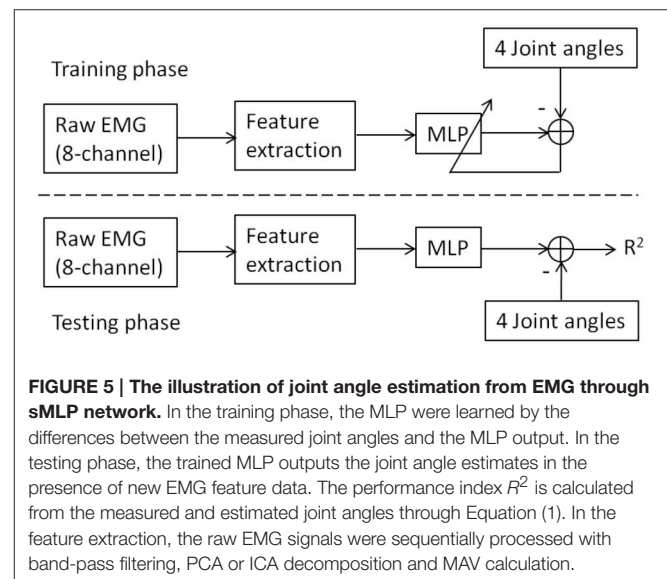 4 Joint angles
Training phase
-
Raw EMG
(8-channel)
Feature
extraction
MLP
Raw EMG
(8-channel)
Feature
extraction
MLP
R²
-
Testing phase
4 Joint angles
FIGURE 5 | The illustration of joint angle estimation from EMG through
sMLP network. In the training phase, the MLP were learned by the
differences between the measured joint angles and the MLP output. In the
testing phase, the trained MLP outputs the joint angle estimates in the
presence of new EMG feature data. The performance index R² is calculated
from the measured and estimated joint angles through Equation (1). In the
feature extraction, the raw EMG signals were sequentially processed with
band-pass filtering, PCA or ICA decomposition and MAV calculation.